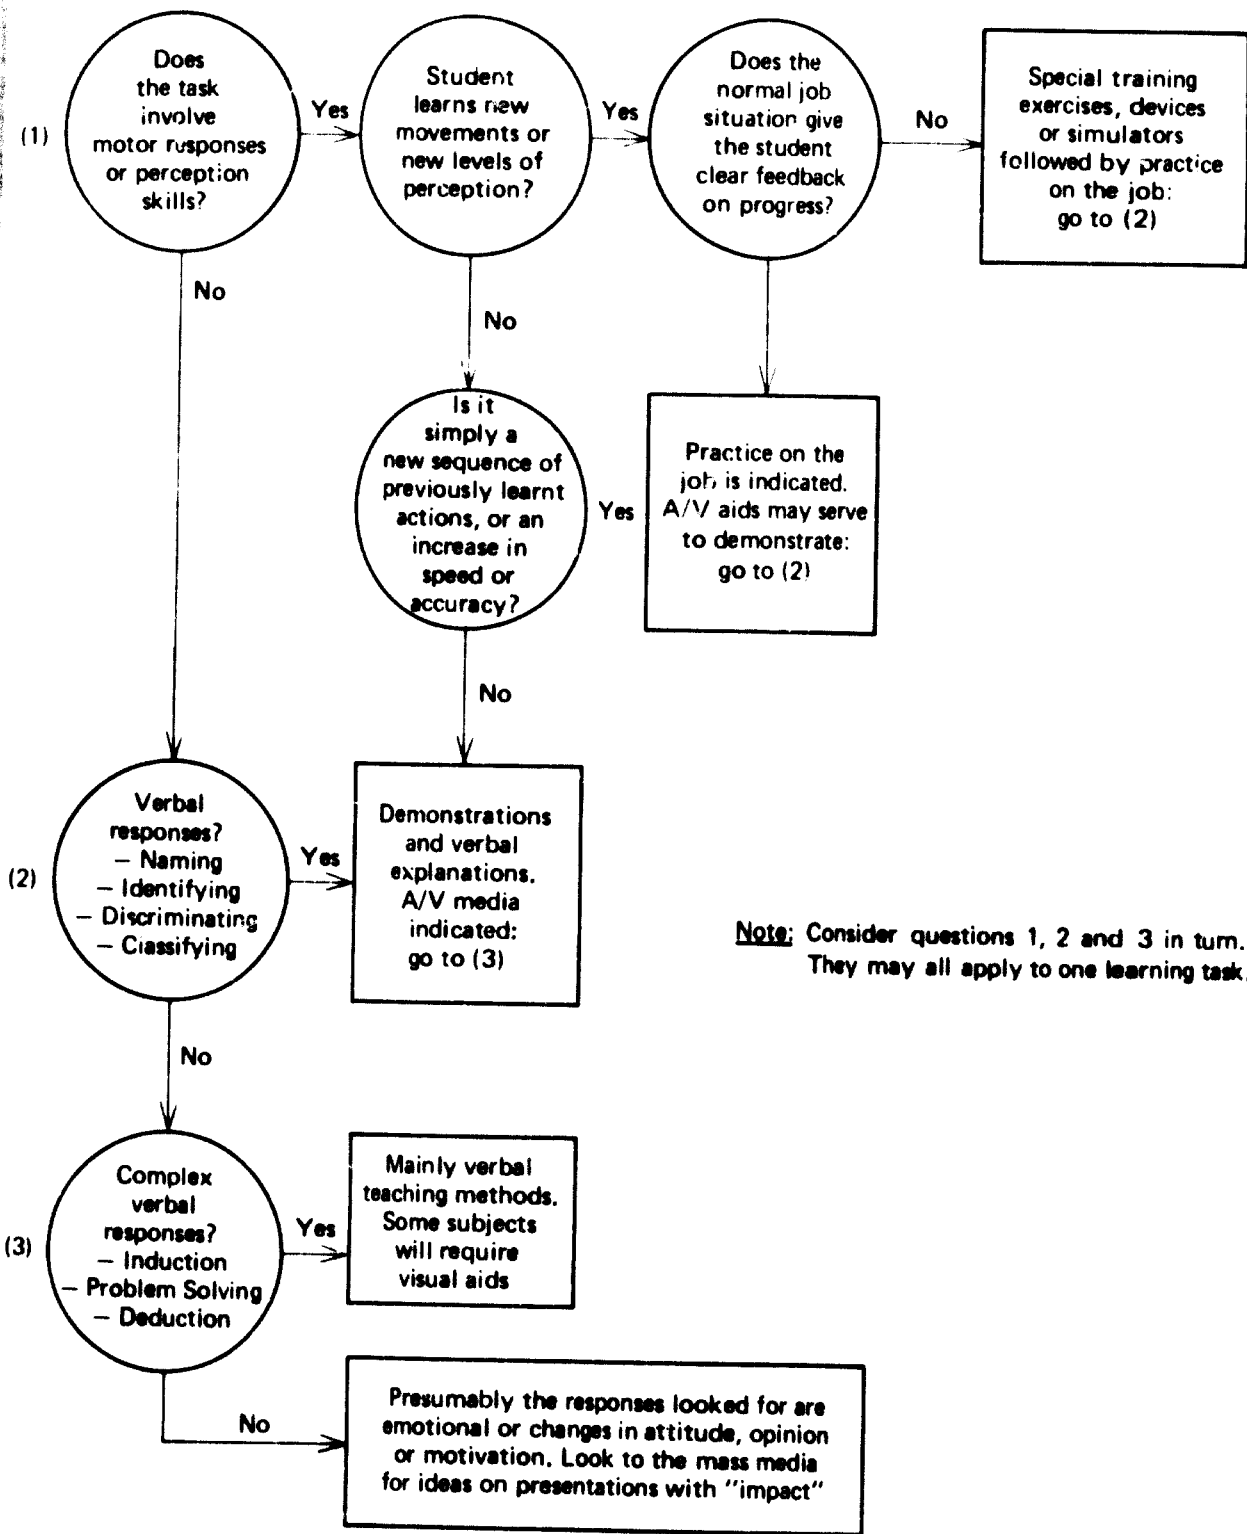 (1)
Does
the task
involve
motor responses
or perception
skills?
Yes
Student
learns new
movements or
new levels of
perception?
Yes
Does the
normal job
situation give
the student
clear feedback
on progress?
No
Special training
exercises, devices
or simulators
followed by practice
on the job:
go to (2)
No
No
Is it
simply a
new sequence of
previously learnt
actions, or an
increase in
speed or
accuracy?
Yes
Practice on the
job is indicated.
A/V aids may serve
to demonstrate:
go to (2)
No
(2)
Verbal
responses?
– Naming
– Identifying
– Discriminating
– Classifying
Yes
Demonstrations
and verbal
explanations.
A/V media
indicated:
go to (3)
Note: Consider questions 1, 2 and 3 in turn.
They may all apply to one learning task.
No
(3)
Complex
verbal
responses?
– Induction
– Problem Solving
– Deduction
Yes
Mainly verbal
teaching methods.
Some subjects
will require
visual aids
No
Presumably the responses looked for are
emotional or changes in attitude, opinion
or motivation. Look to the mass media
for ideas on presentations with "impact"